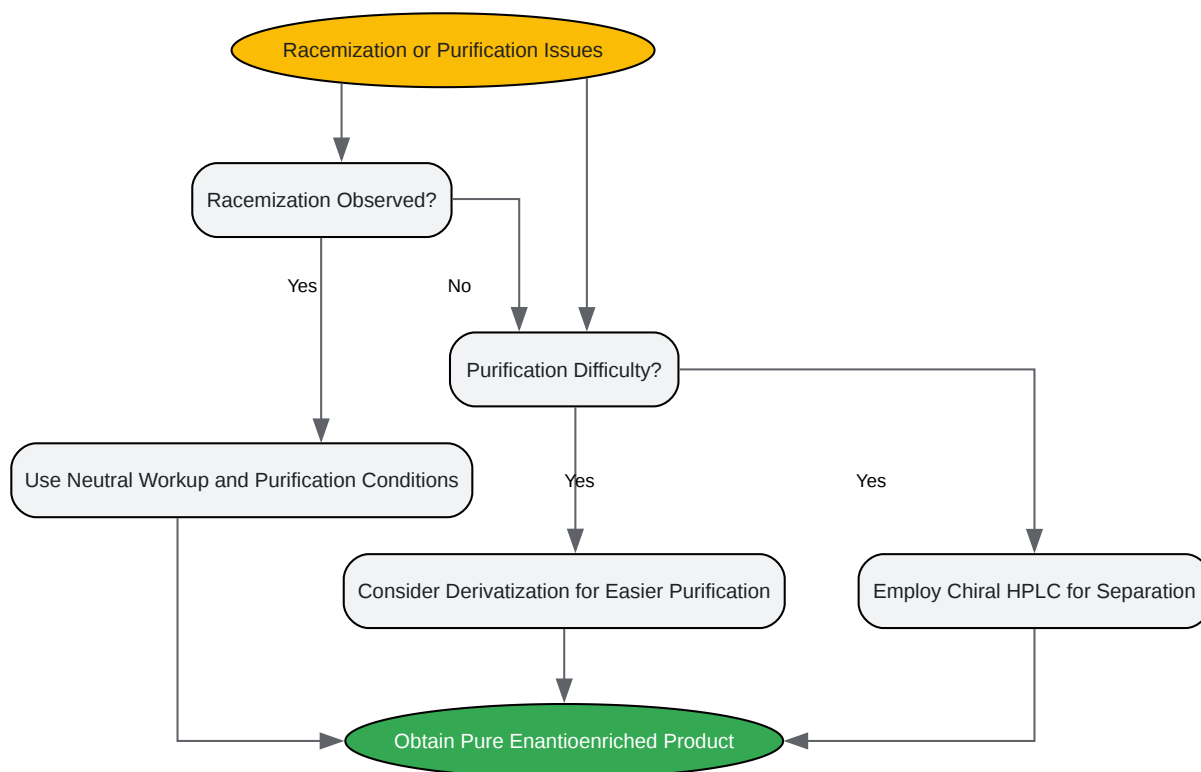 Racemization or Purification Issues
Racemization Observed?
Yes
No
Purification Difficulty?
Use Neutral Workup and Purification Conditions
Yes
Yes
Consider Derivatization for Easier Purification
Employ Chiral HPLC for Separation
Obtain Pure Enantioenriched Product